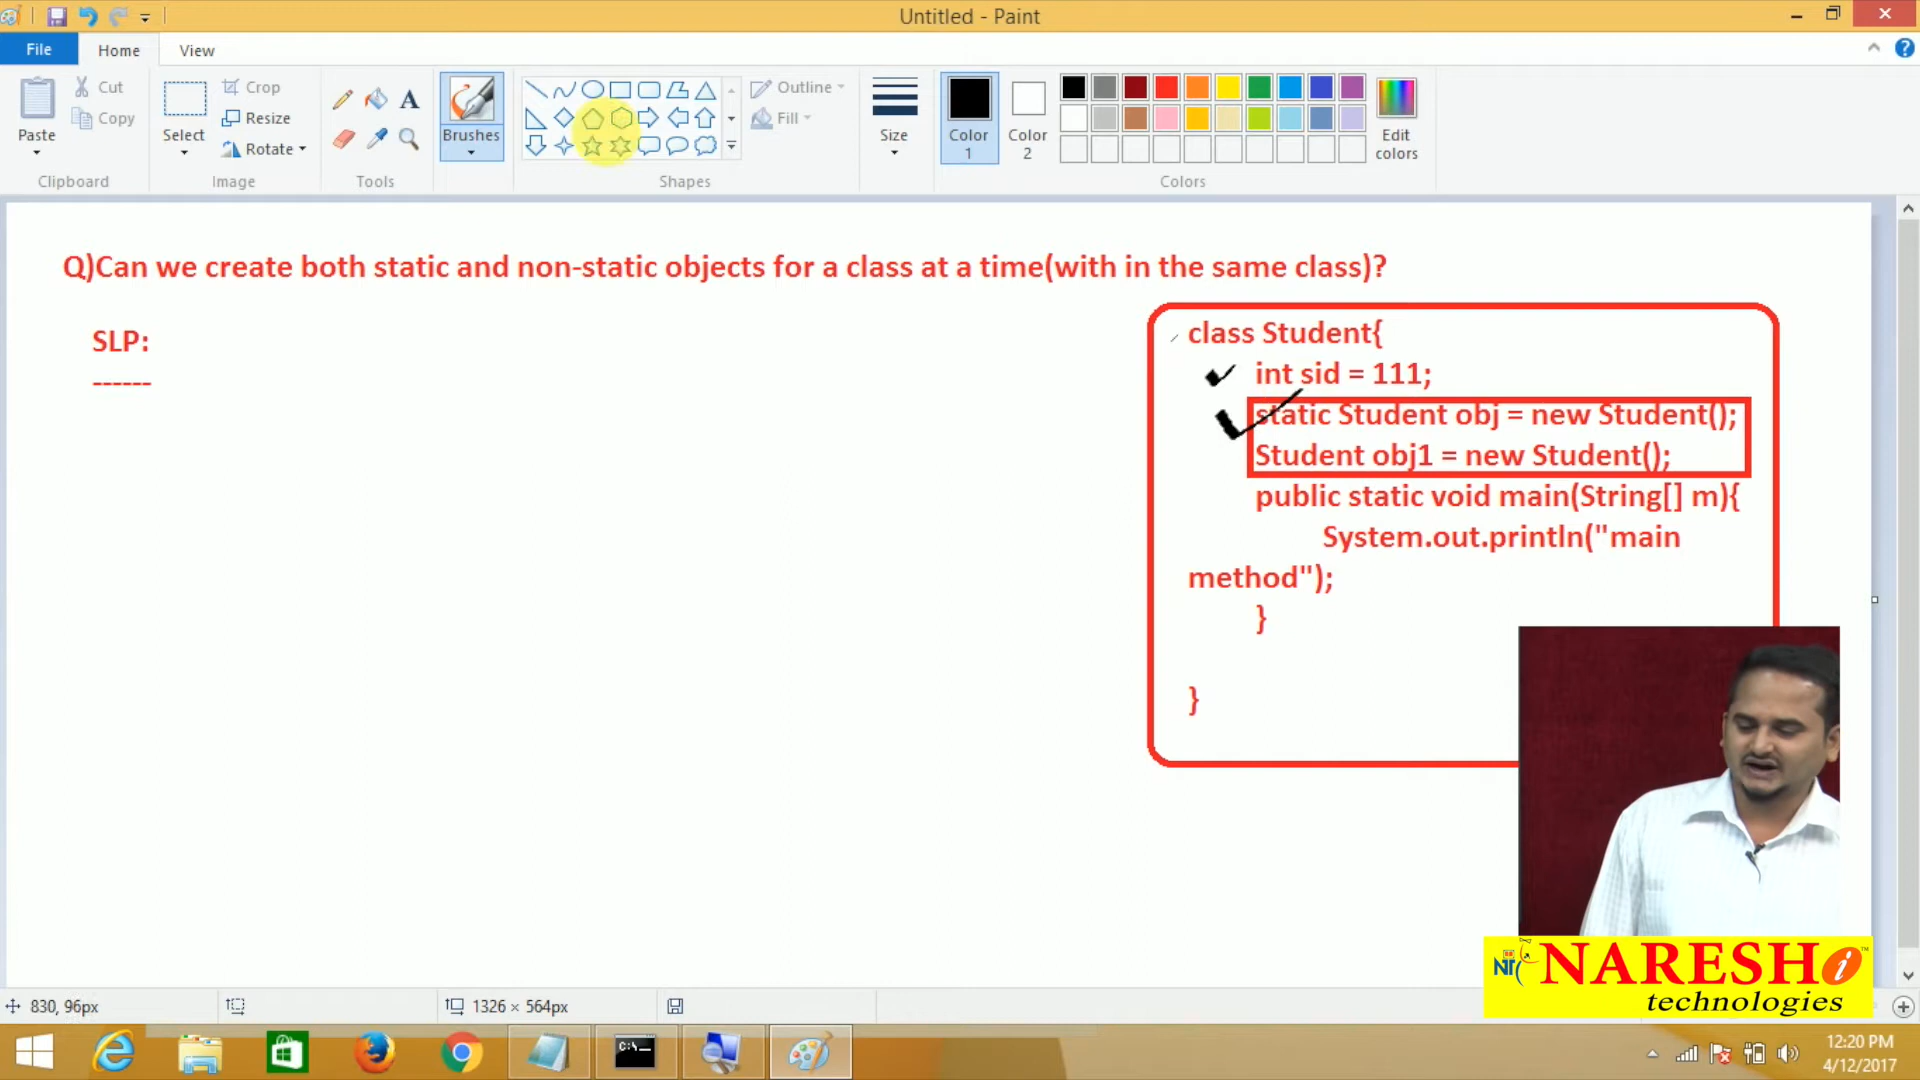 Untitled - Paint
File
Home
View
Paste
Cut
Copy
Clipboard
Select
Crop
Resize
Rotate
Image
Tools
Brushes
Shapes
Outline
Fill
Size
Color 1
Color 2
Edit colors
Colors
Q)Can we create both static and non-static objects for a class at a time(with in the same class)?
SLP:
------
class Student{
int sid = 111;
static Student obj = new Student();
Student obj1 = new Student();
public static void main(String[] m){
System.out.println("main
method");
}
}
NARESH i
technologies
830, 96px
1326 × 564px
12:20 PM
4/12/2017